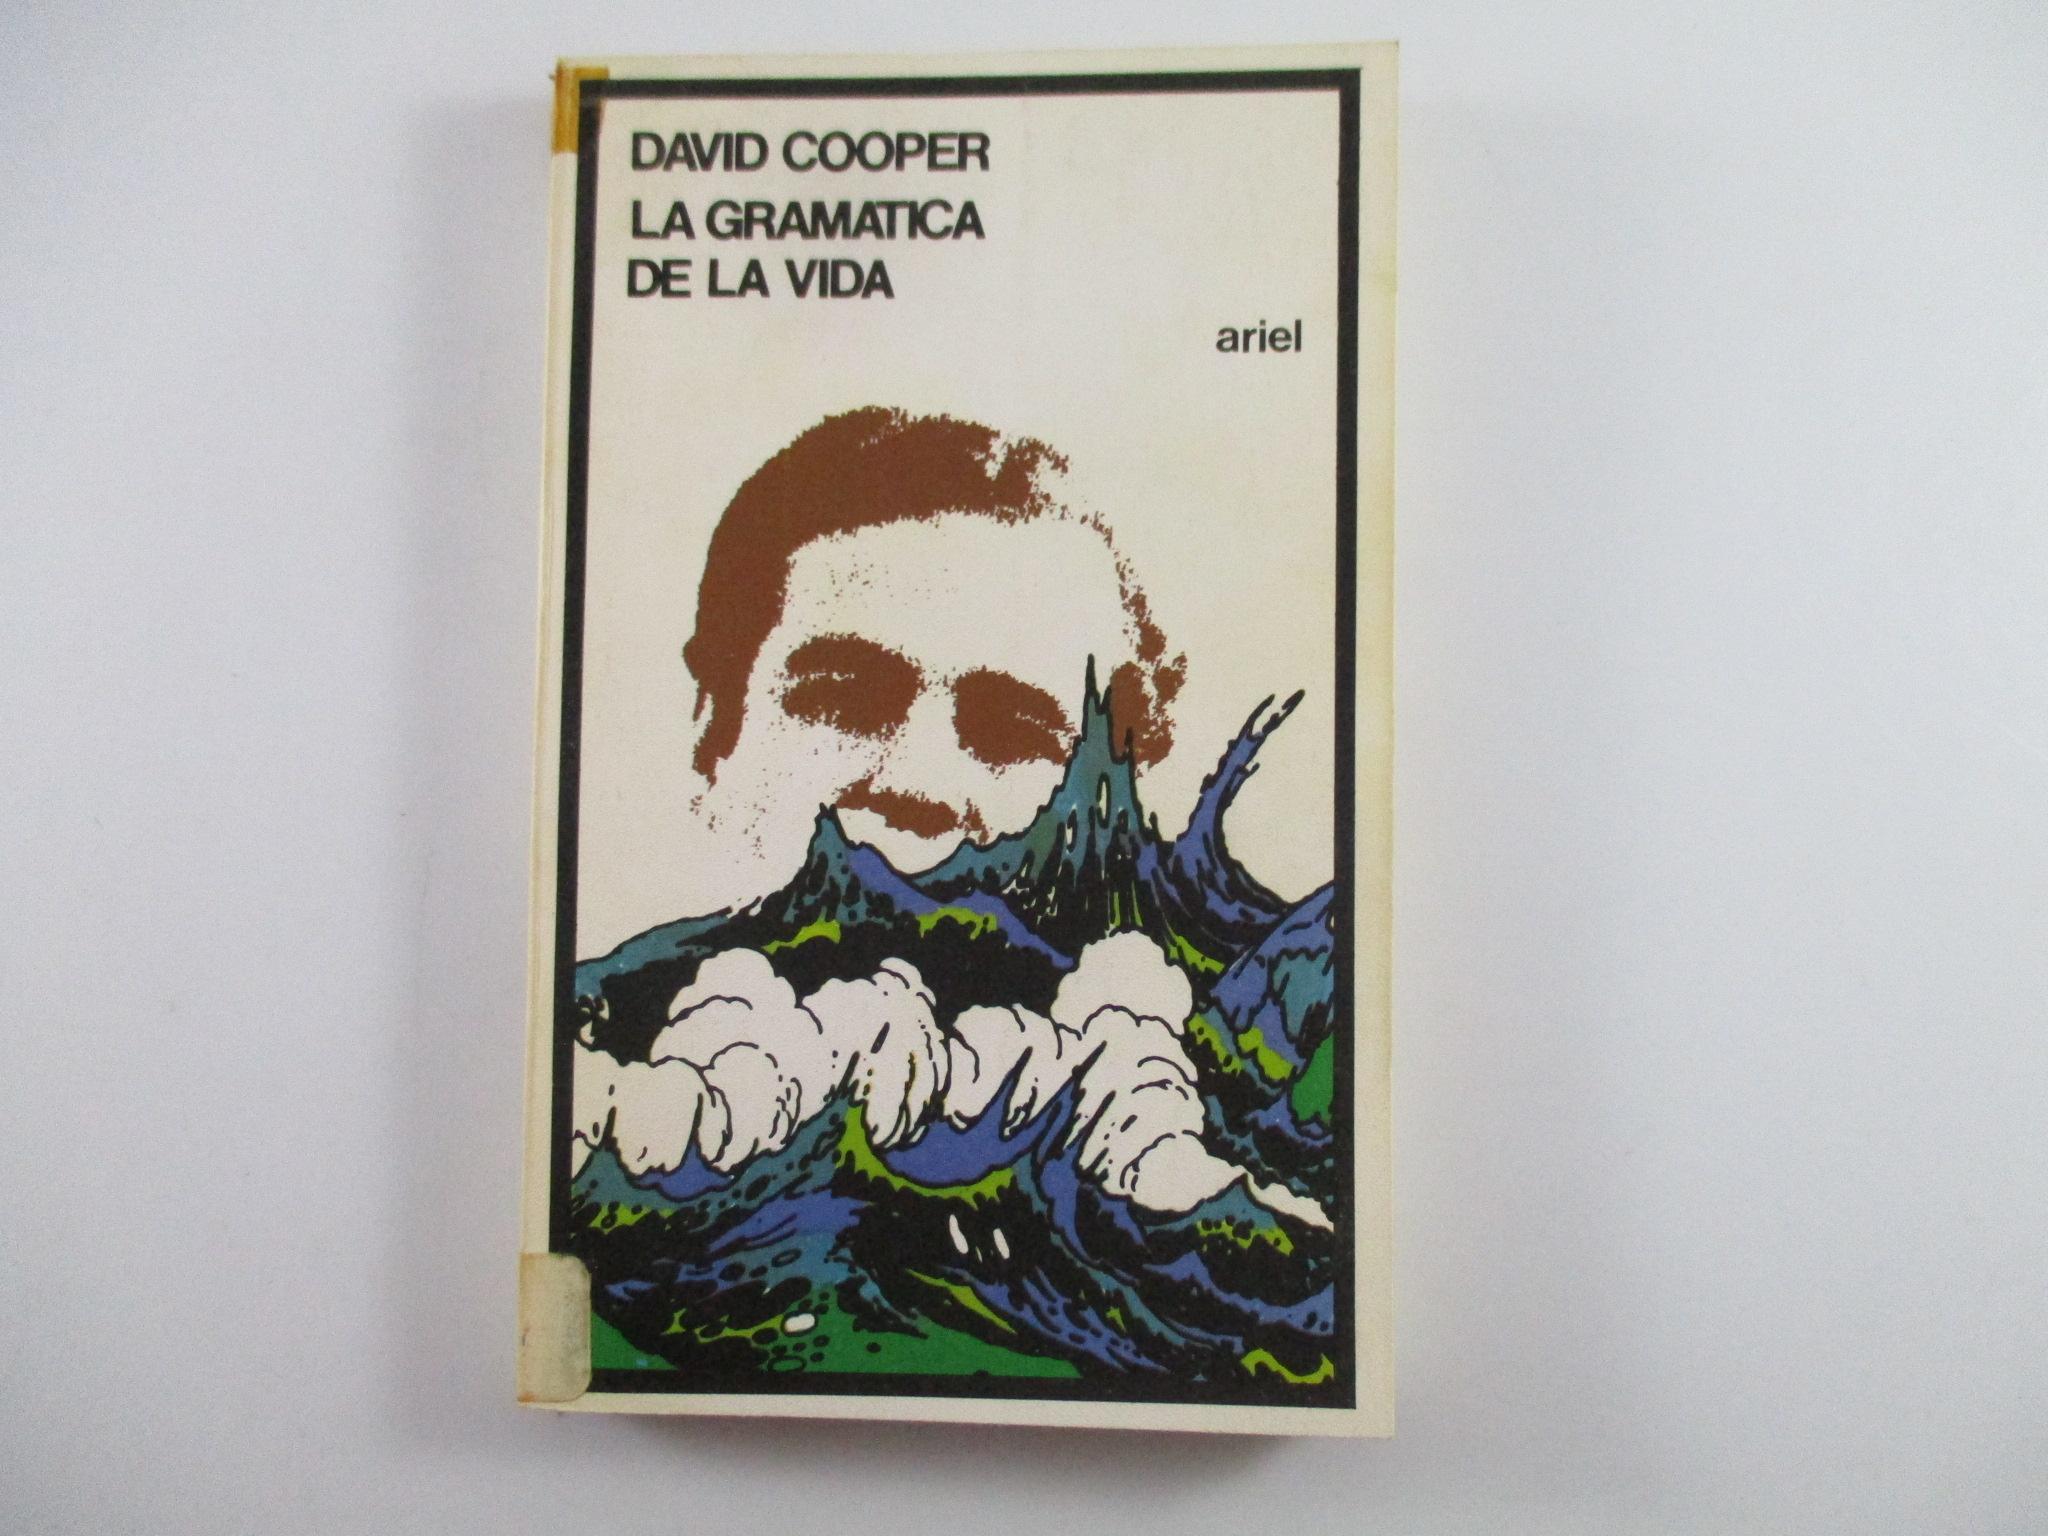 DAVID COOPER
LA GRAMATICA
DE LA VIDA
ariel